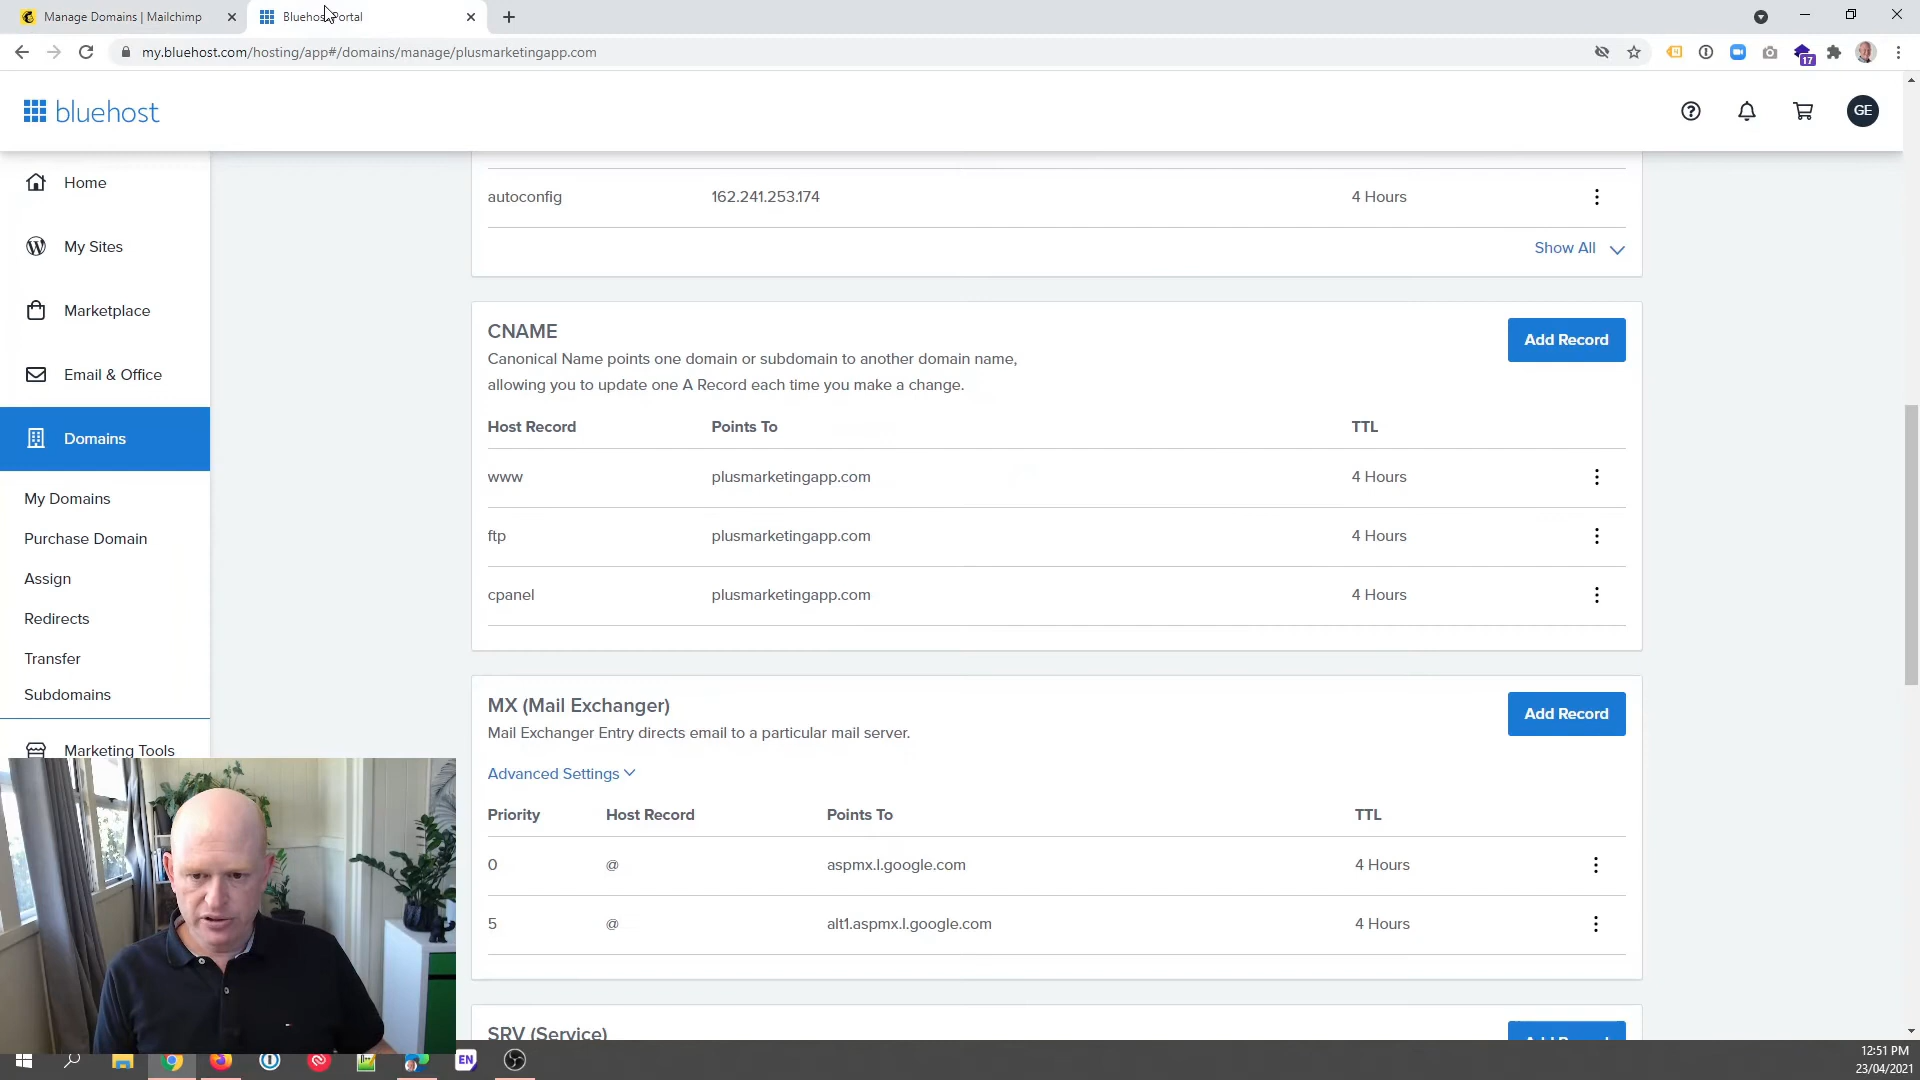 Manage Domains | Mailchimp
Bluehost Portal
my.bluehost.com/hosting/app#/domains/manage/plusmarketingapp.com
17
bluehost
GE
Home
My Sites
Marketplace
Email & Office
Domains
My Domains
Purchase Domain
Assign
Redirects
Transfer
Subdomains
Marketing Tools
autoconfig 162.241.253.174 4 Hours
Show All
CNAME
Add Record
Canonical Name points one domain or subdomain to another domain name,
allowing you to update one A Record each time you make a change.
Host Record Points To TTL
www plusmarketingapp.com 4 Hours
ftp plusmarketingapp.com 4 Hours
cpanel plusmarketingapp.com 4 Hours
MX (Mail Exchanger)
Add Record
Mail Exchanger Entry directs email to a particular mail server.
Advanced Settings
Priority Host Record Points To TTL
0 @ aspmx.l.google.com 4 Hours
5 @ alt1.aspmx.l.google.com 4 Hours
SRV (Service)
Add Record
EN
12:51 PM
23/04/2021